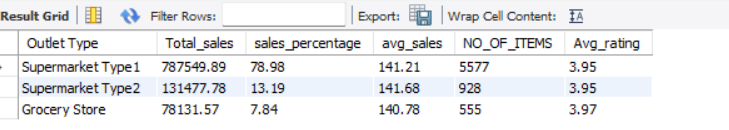 Result Grid Filter Rows: Export: Wrap Cell Content:
Outlet Type Total_sales sales_percentage avg_sales NO_OF_ITEMS Avg_rating
Supermarket Type1 787549.89 78.98 141.21 5577 3.95
Supermarket Type2 131477.78 13.19 141.68 928 3.95
Grocery Store 78131.57 7.84 140.78 555 3.97